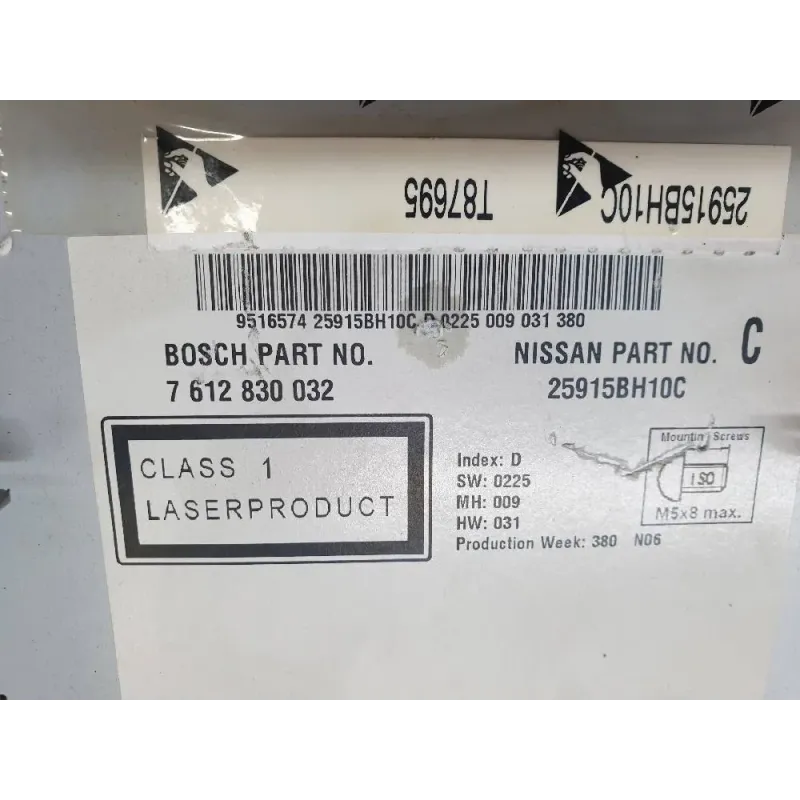 T87695
25915BH10C
9516574 25915BH10C D 0225 009 031 380
BOSCH PART NO.
7 612 830 032
NISSAN PART NO. C
25915BH10C
CLASS 1
LASERPRODUCT
Index: D
SW: 0225
MH: 009
HW: 031
Production Week: 380 N06
Mounting Screws
ISO
M5x8 max.